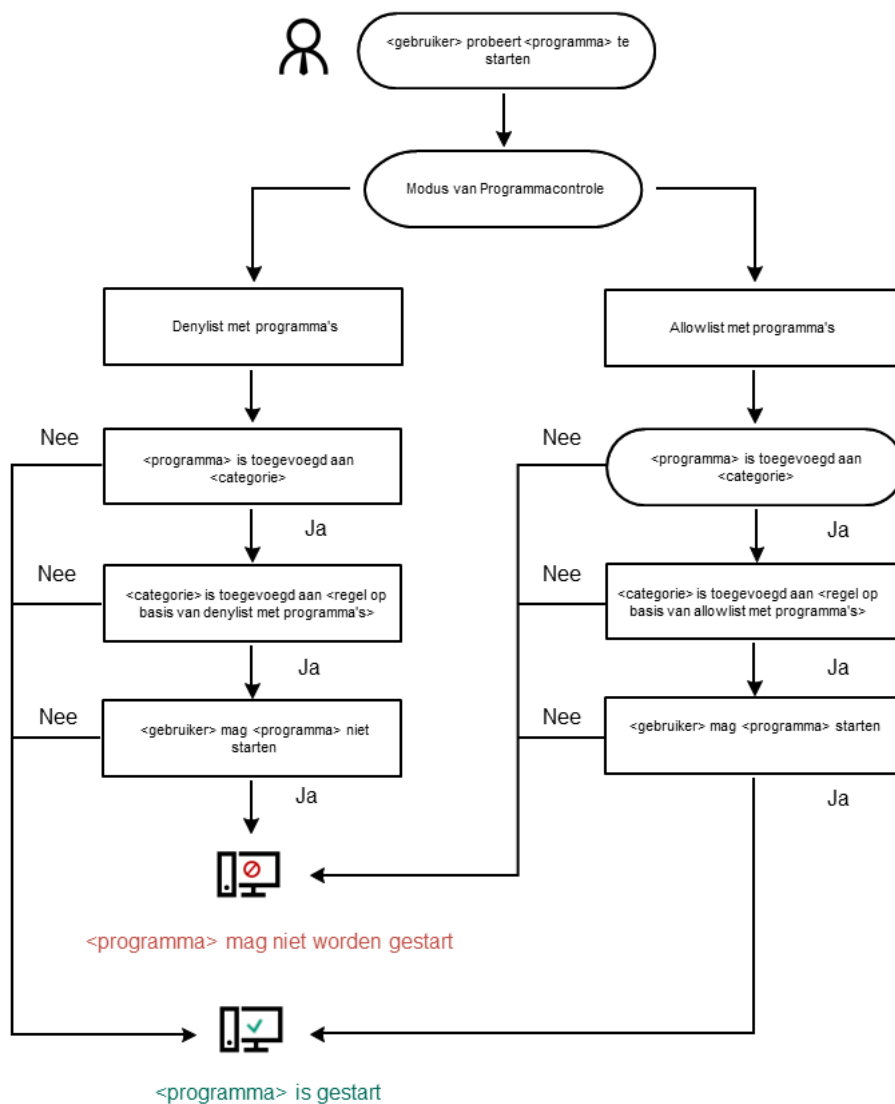 <gebruiker> probeert <programma> te
starten
Modus van Programmacontrole
Denylist met programma's
Allowlist met programma's
Nee
<programma> is toegevoegd aan
<categorie>
Ja
Nee
<programma> is toegevoegd aan
<categorie>
Ja
Nee
<categorie> is toegevoegd aan <regel op
basis van denylist met programma's>
Ja
Nee
<categorie> is toegevoegd aan <regel op
basis van allowlist met programma's>
Ja
Nee
<gebruiker> mag <programma> niet
starten
Ja
Nee
<gebruiker> mag <programma> starten
Ja
<programma> mag niet worden gestart
<programma> is gestart